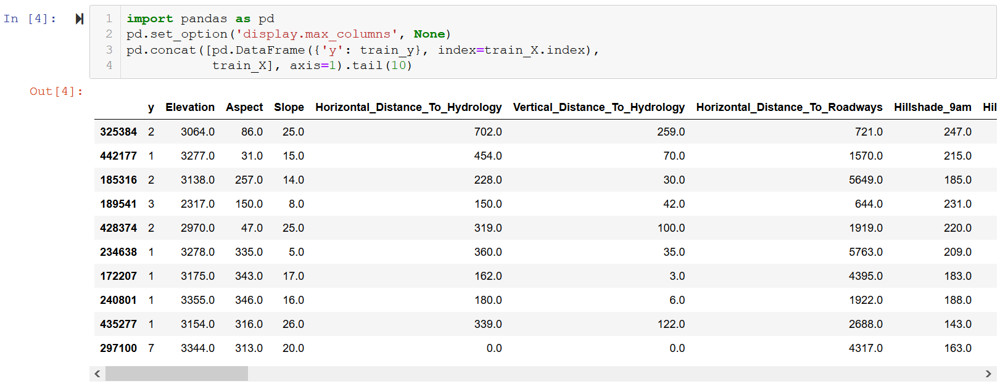 In [4]:
1 import pandas as pd
2 pd.set_option('display.max_columns', None)
3 pd.concat([pd.DataFrame({'y': train_y}, index=train_X.index),
4             train_X], axis=1).tail(10)
Out[4]:
y Elevation Aspect Slope Horizontal_Distance_To_Hydrology Vertical_Distance_To_Hydrology Horizontal_Distance_To_Roadways Hillshade_9am Hil
325384 2 3064.0 86.0 25.0 702.0 259.0 721.0 247.0
442177 1 3277.0 31.0 15.0 454.0 70.0 1570.0 215.0
185316 2 3138.0 257.0 14.0 228.0 30.0 5649.0 185.0
189541 3 2317.0 150.0 8.0 150.0 42.0 644.0 231.0
428374 2 2970.0 47.0 25.0 319.0 100.0 1919.0 220.0
234638 1 3278.0 335.0 5.0 360.0 35.0 5763.0 209.0
172207 1 3175.0 343.0 17.0 162.0 3.0 4395.0 183.0
240801 1 3355.0 346.0 16.0 180.0 6.0 1922.0 188.0
435277 1 3154.0 316.0 26.0 339.0 122.0 2688.0 143.0
297100 7 3344.0 313.0 20.0 0.0 0.0 4317.0 163.0